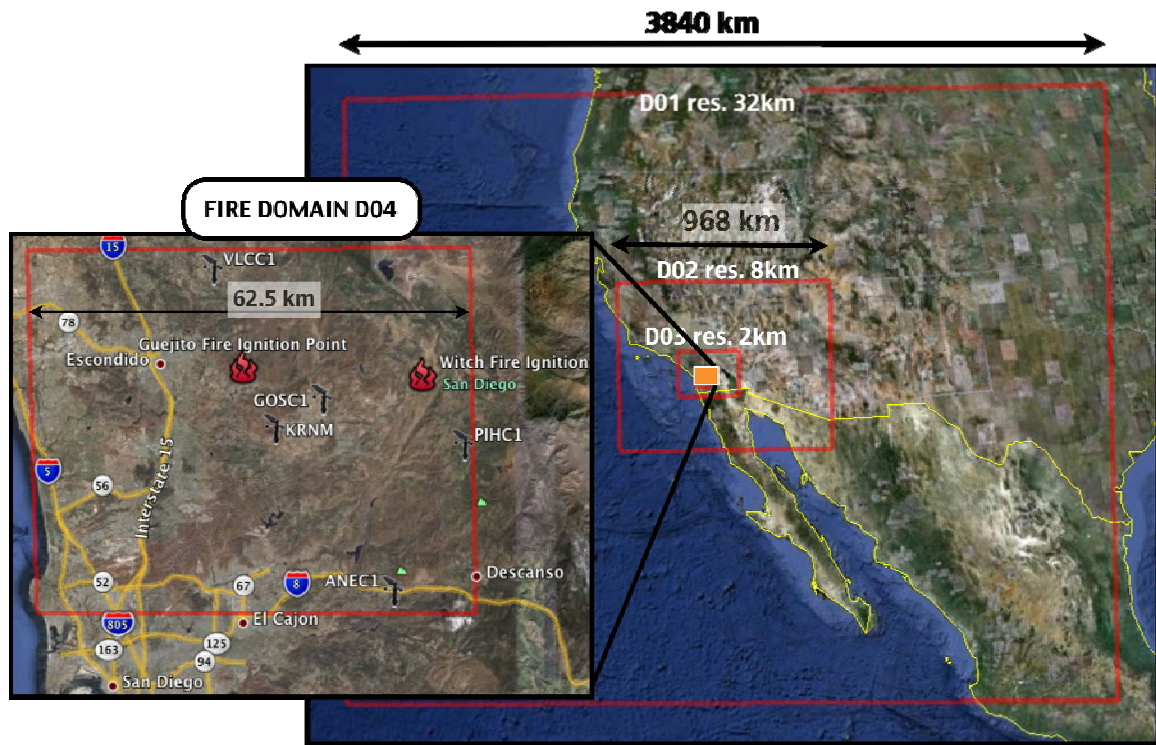 3840 km
D01 res. 32km
968 km
D02 res. 8km
D03 res. 2km
FIRE DOMAIN D04
15
VLCC1
62.5 km
78
Guejito Fire Ignition Point
Escondido
Witch Fire Ignition
San Diego
GOSC1
KRNM
PIHC1
5
56
Interstate 15
52
67
8
ANEC1
Descanso
805
El Cajon
163
125
94
San Diego